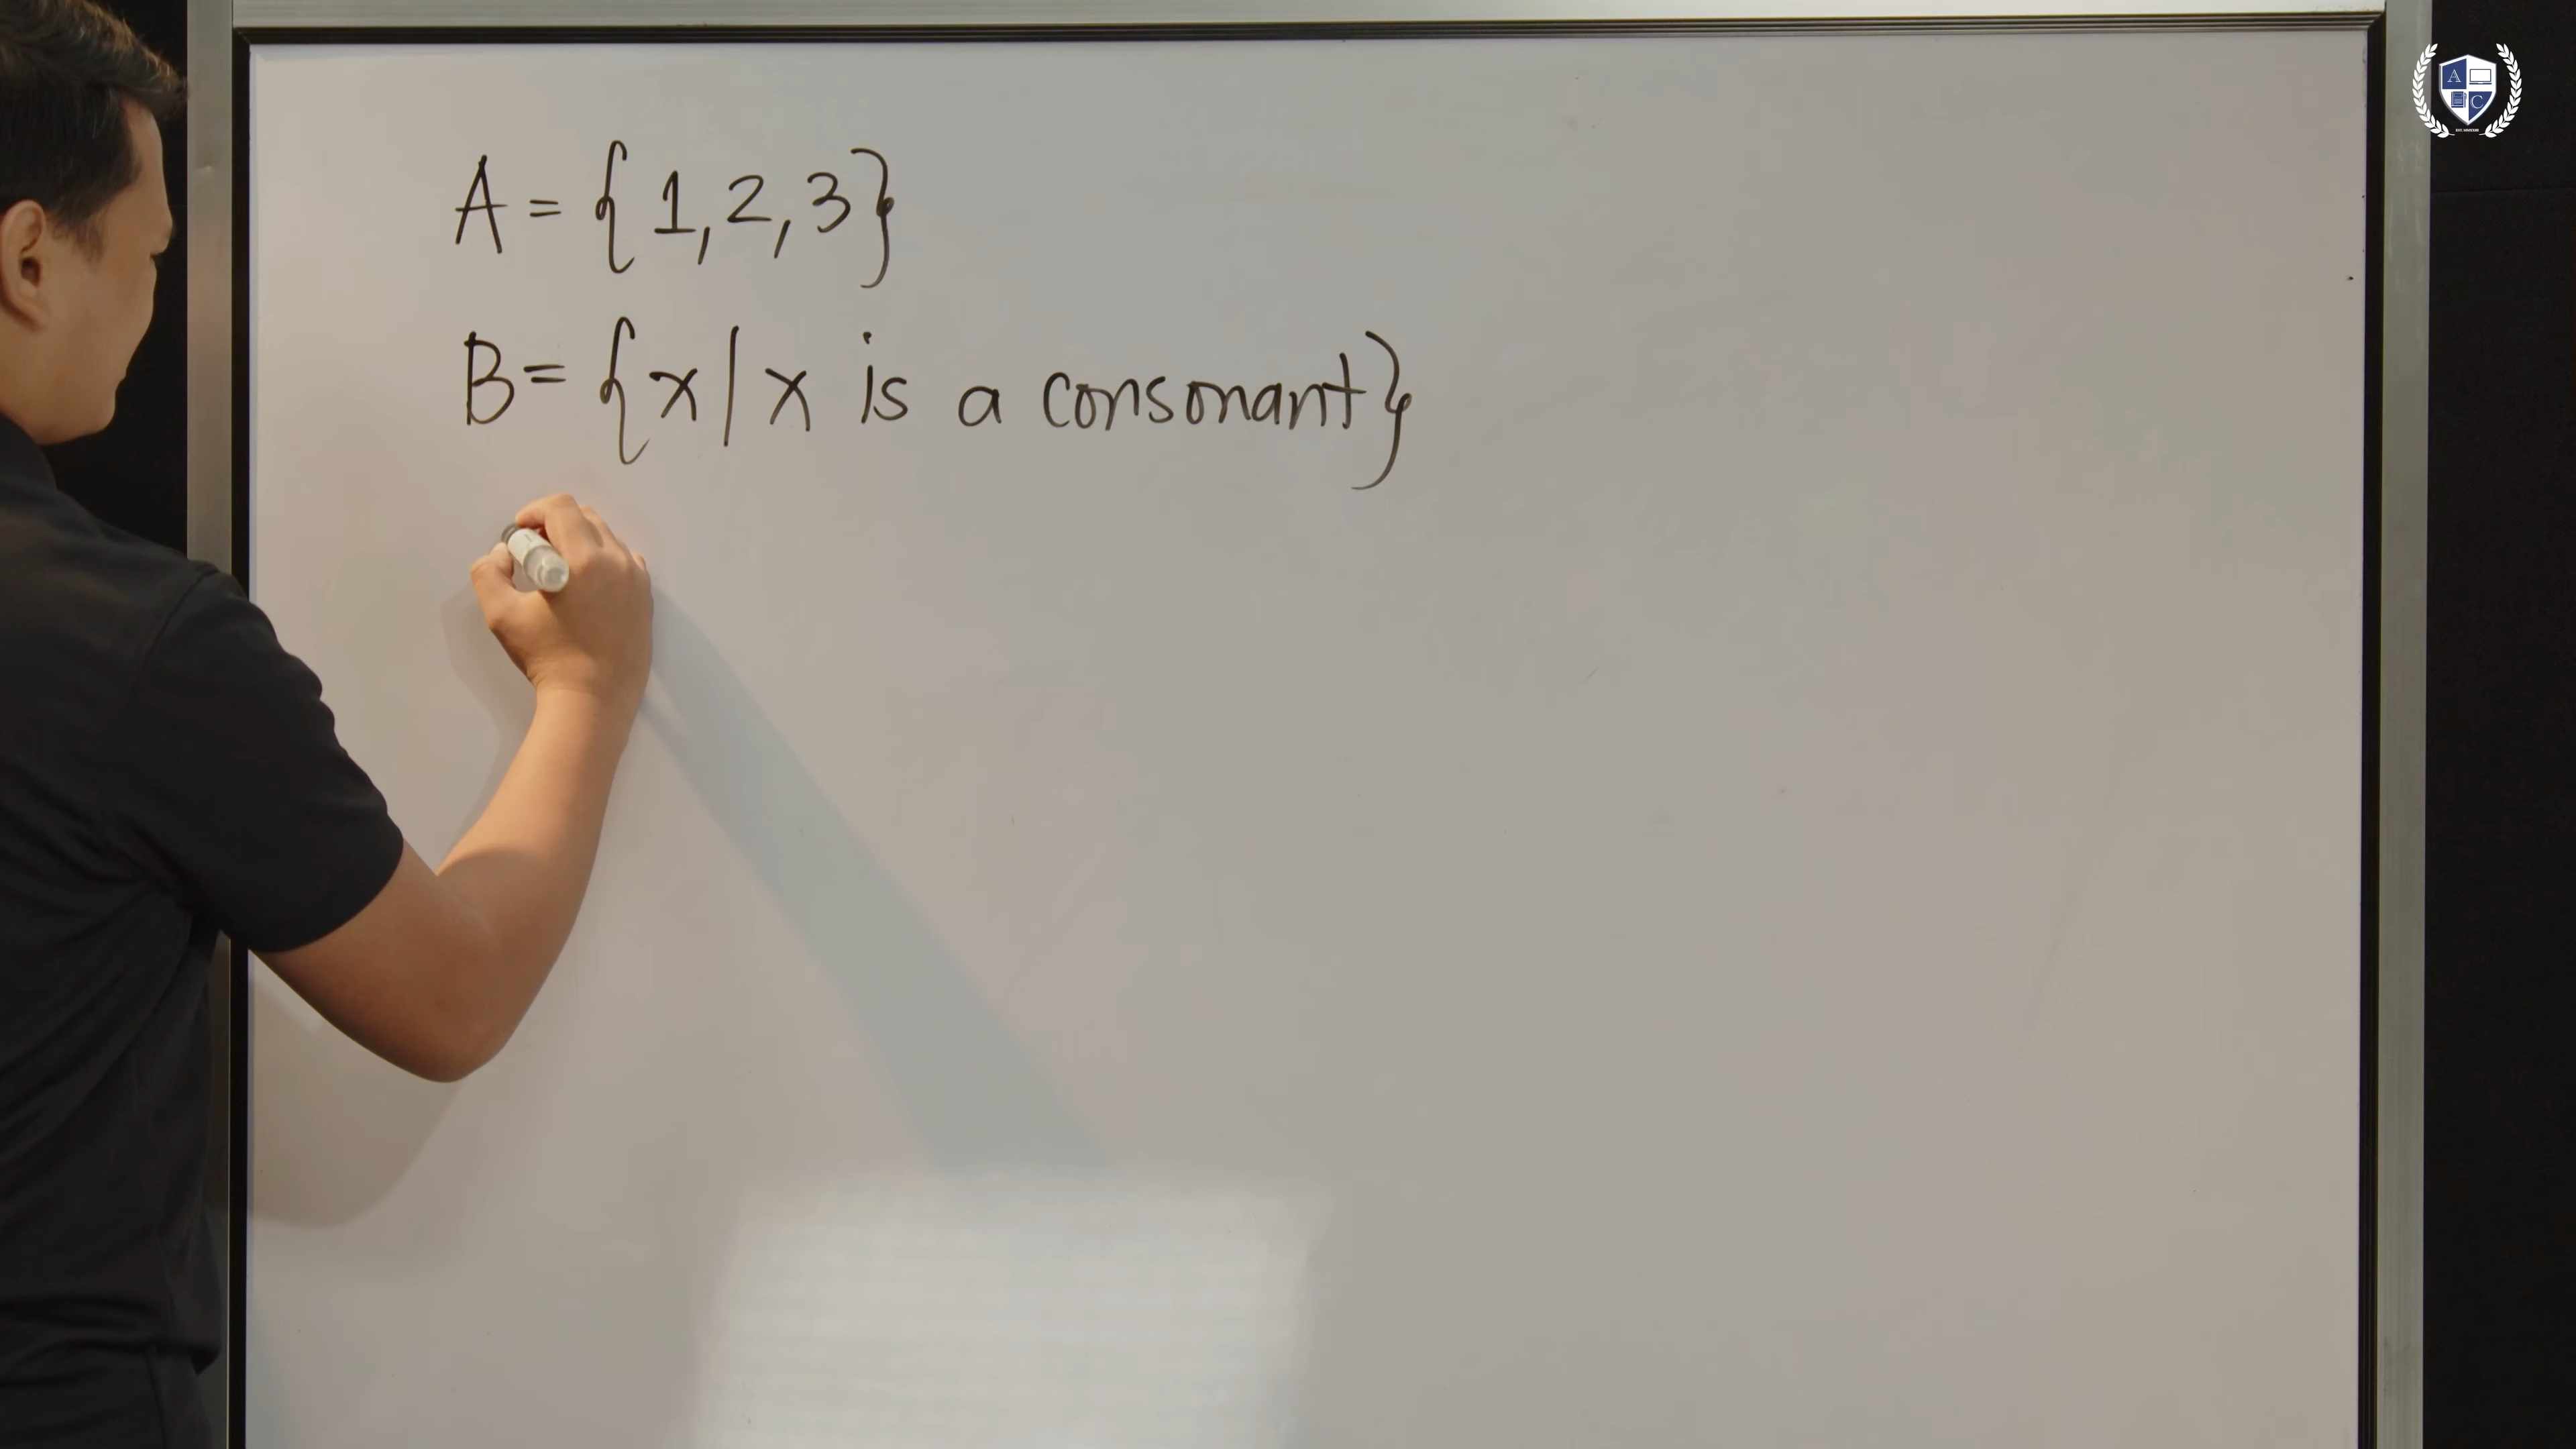 A = {1,2,3}
B = {x|x is a consonant}
A
C